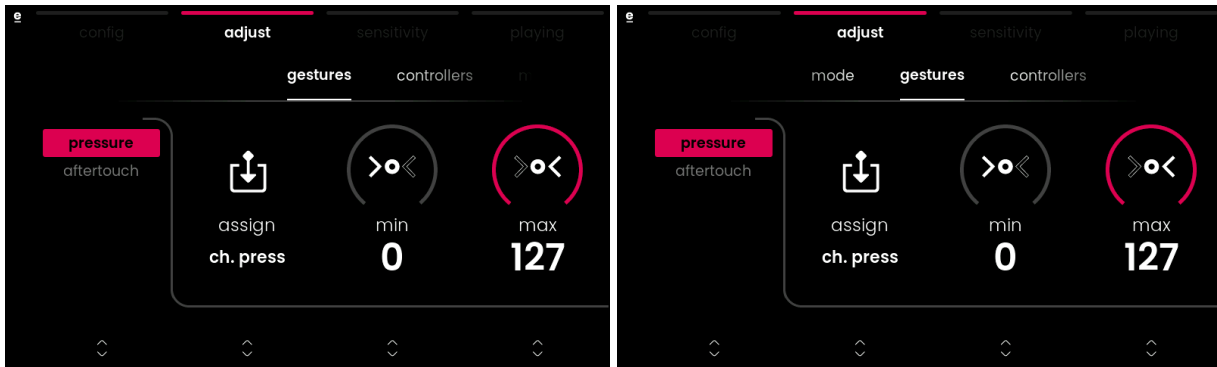 e
config adjust sensitivity playing
gestures controllers
pressure
aftertouch
assign min max
ch. press 0 127
e
config adjust sensitivity playing
mode gestures controllers
pressure
aftertouch
assign min max
ch. press 0 127